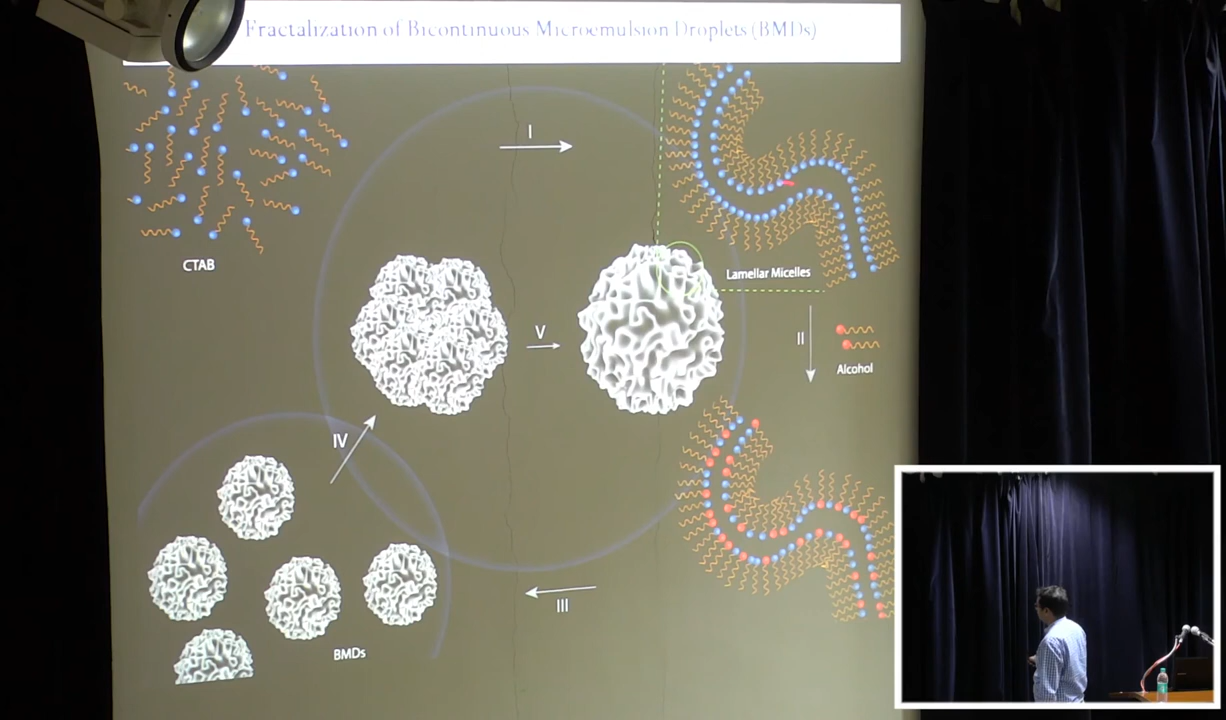 Fractalization of Bicontinuous Microemulsion Droplets (BMDs)
I
CTAB
Lamellar Micelles
V
II
Alcohol
IV
III
BMDs